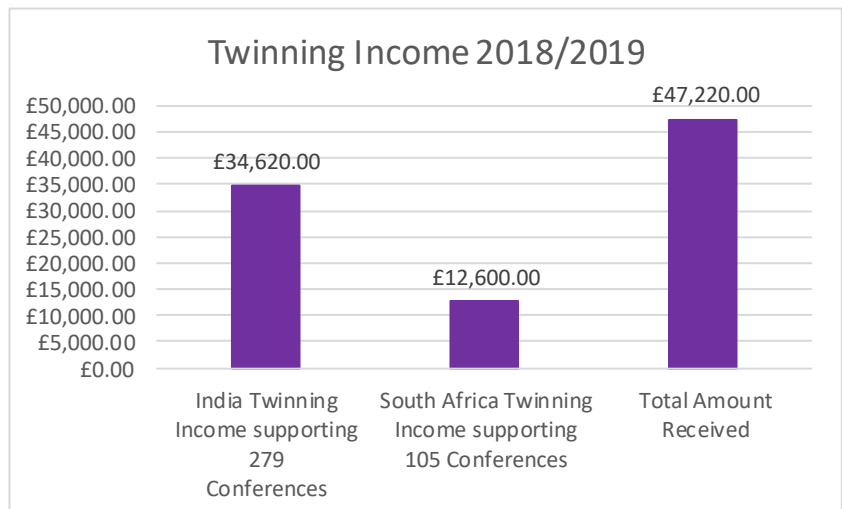 Twinning Income 2018/2019
£50,000.00
£45,000.00
£40,000.00
£35,000.00
£30,000.00
£25,000.00
£20,000.00
£15,000.00
£10,000.00
£5,000.00
£0.00
£34,620.00
£12,600.00
£47,220.00
India Twinning
Income supporting
279
Conferences
South Africa Twinning
Income supporting
105 Conferences
Total Amount
Received